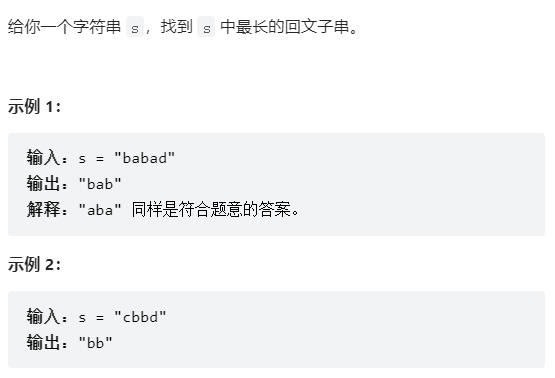 给你一个字符串 s，找到 s 中最长的回文子串。
示例 1：
输入：s = "babad"
输出："bab"
解释："aba" 同样是符合题意的答案。
示例 2：
输入：s = "cbbd"
输出："bb"